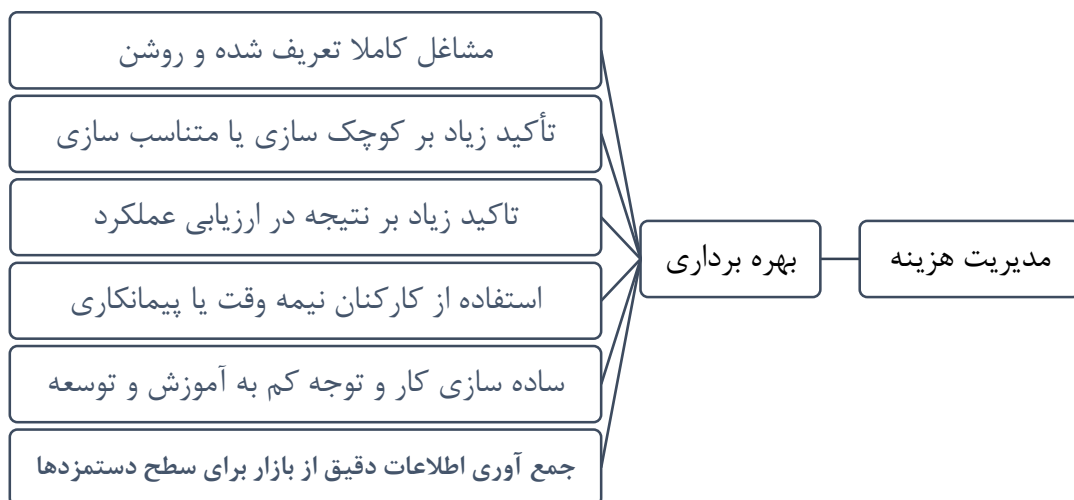 مدیریت هزینه
بهره برداری
مشاغل کاملا تعریف شده و روشن
تأکید زیاد بر کوچک سازی یا متناسب سازی
تاکید زیاد بر نتیجه در ارزیابی عملکرد
استفاده از کارکنان نیمه وقت یا پیمانکاری
ساده سازی کار و توجه کم به آموزش و توسعه
جمع آوری اطلاعات دقیق از بازار برای سطح دستمزدها